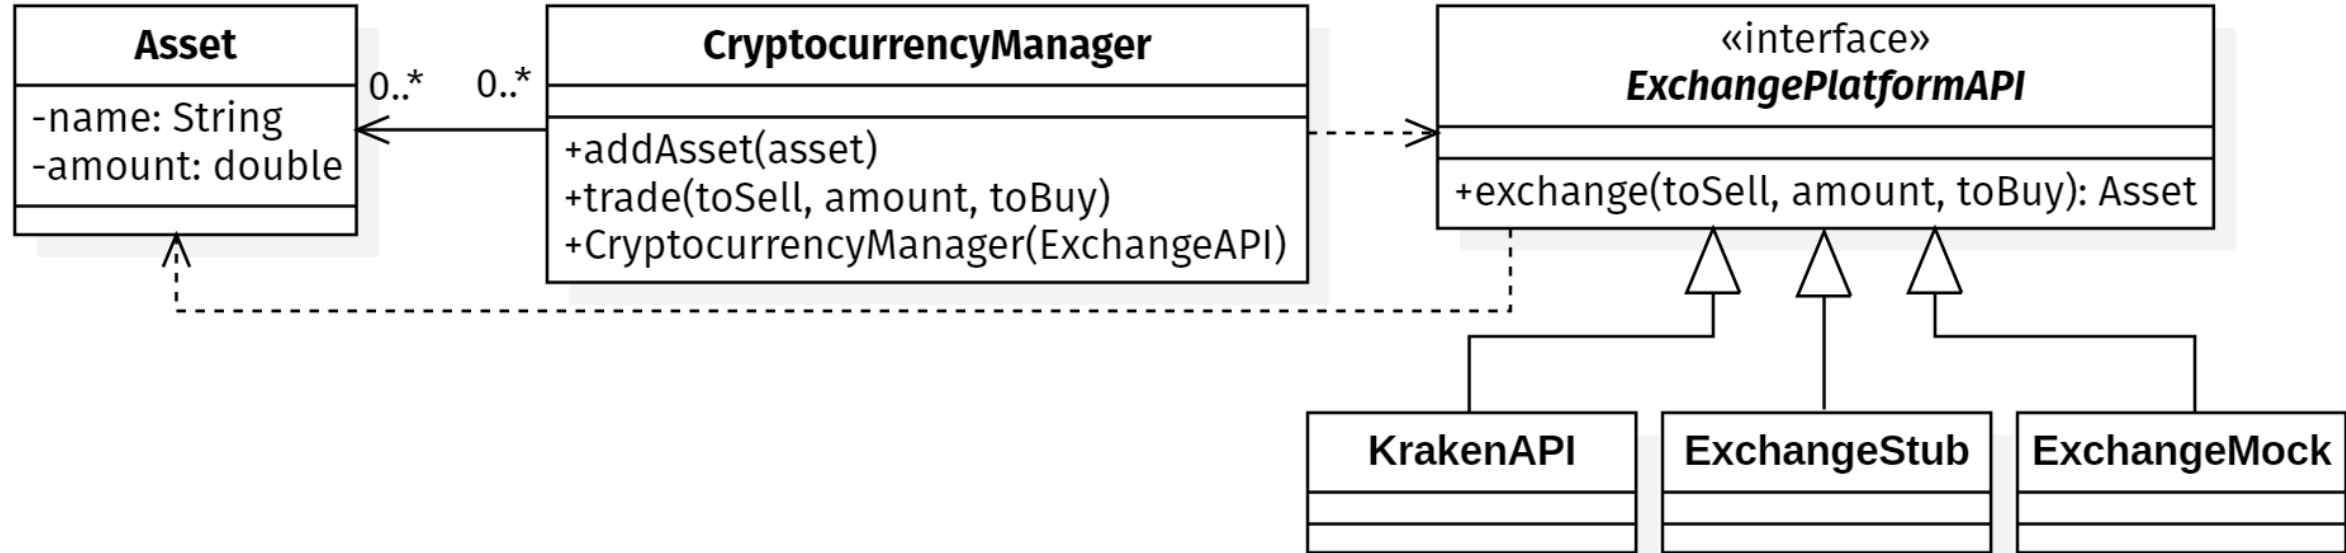 Asset
-name: String
-amount: double
0..*
0..*
CryptocurrencyManager
+addAsset(asset)
+trade(toSell, amount, toBuy)
+CryptocurrencyManager(ExchangeAPI)
«interface»
ExchangePlatformAPI
+exchange(toSell, amount, toBuy): Asset
KrakenAPI
ExchangeStub
ExchangeMock